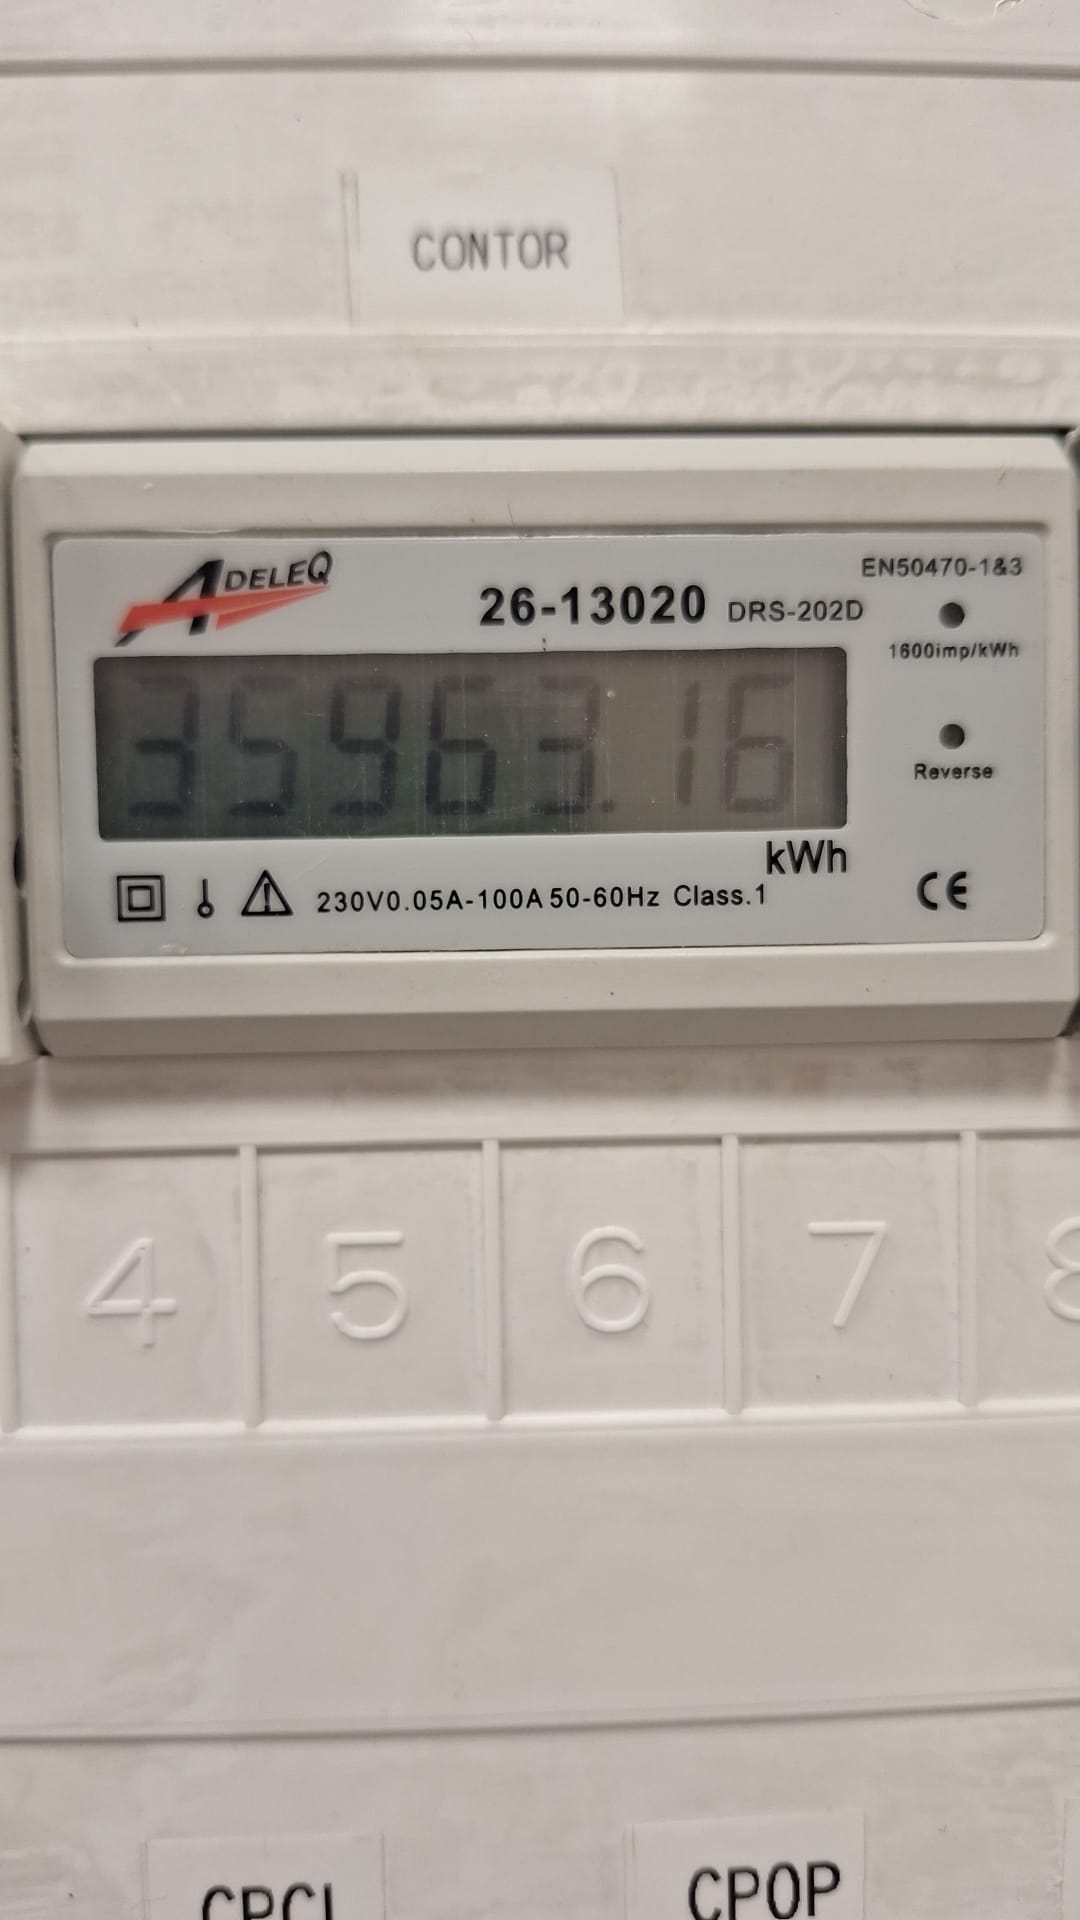 CONTOR
ADELEQ
26-13020 DRS-202D
EN50470-1&3
1600imp/kWh
35963.16
Reverse
kWh
230V0.05A-100A 50-60Hz Class.1
CE
4 5 6 7 8
CPOP